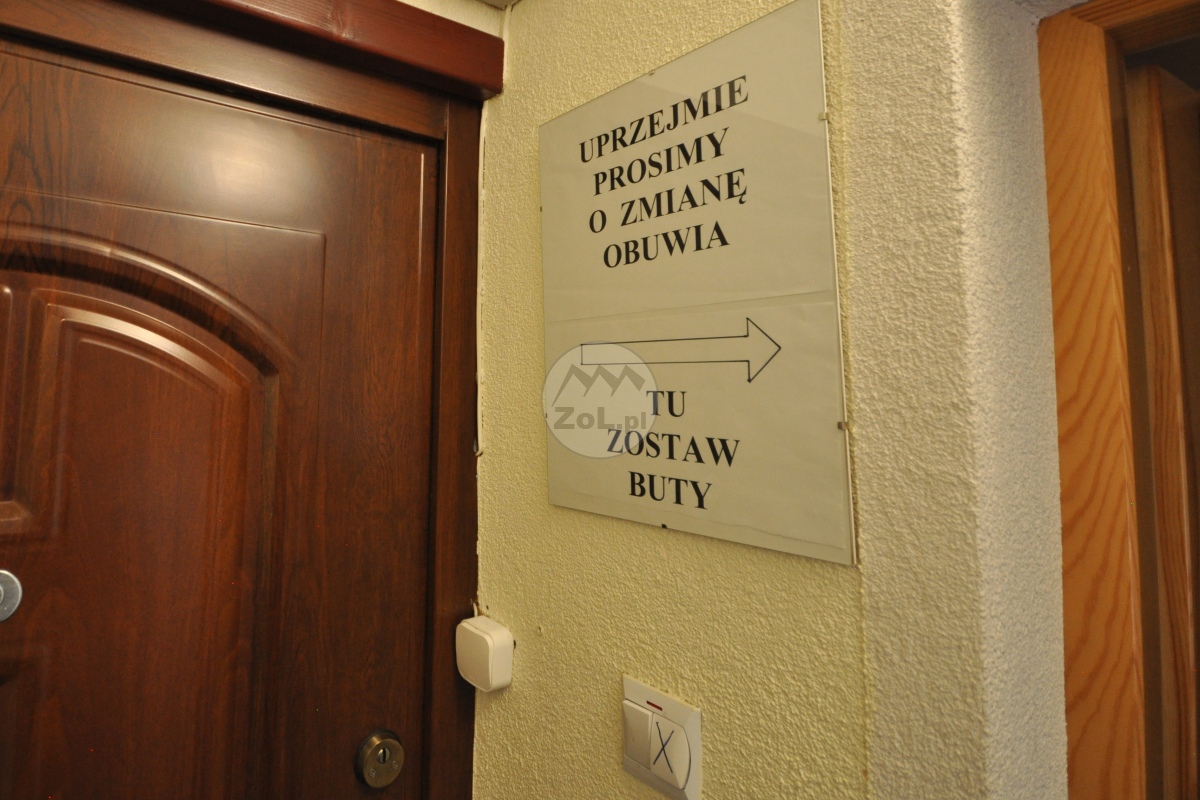 UPRZEJMIE
PROSIMY
O ZMIANĘ
OBUWIA
TU
ZoL.pl
ZOSTAW
BUTY
X